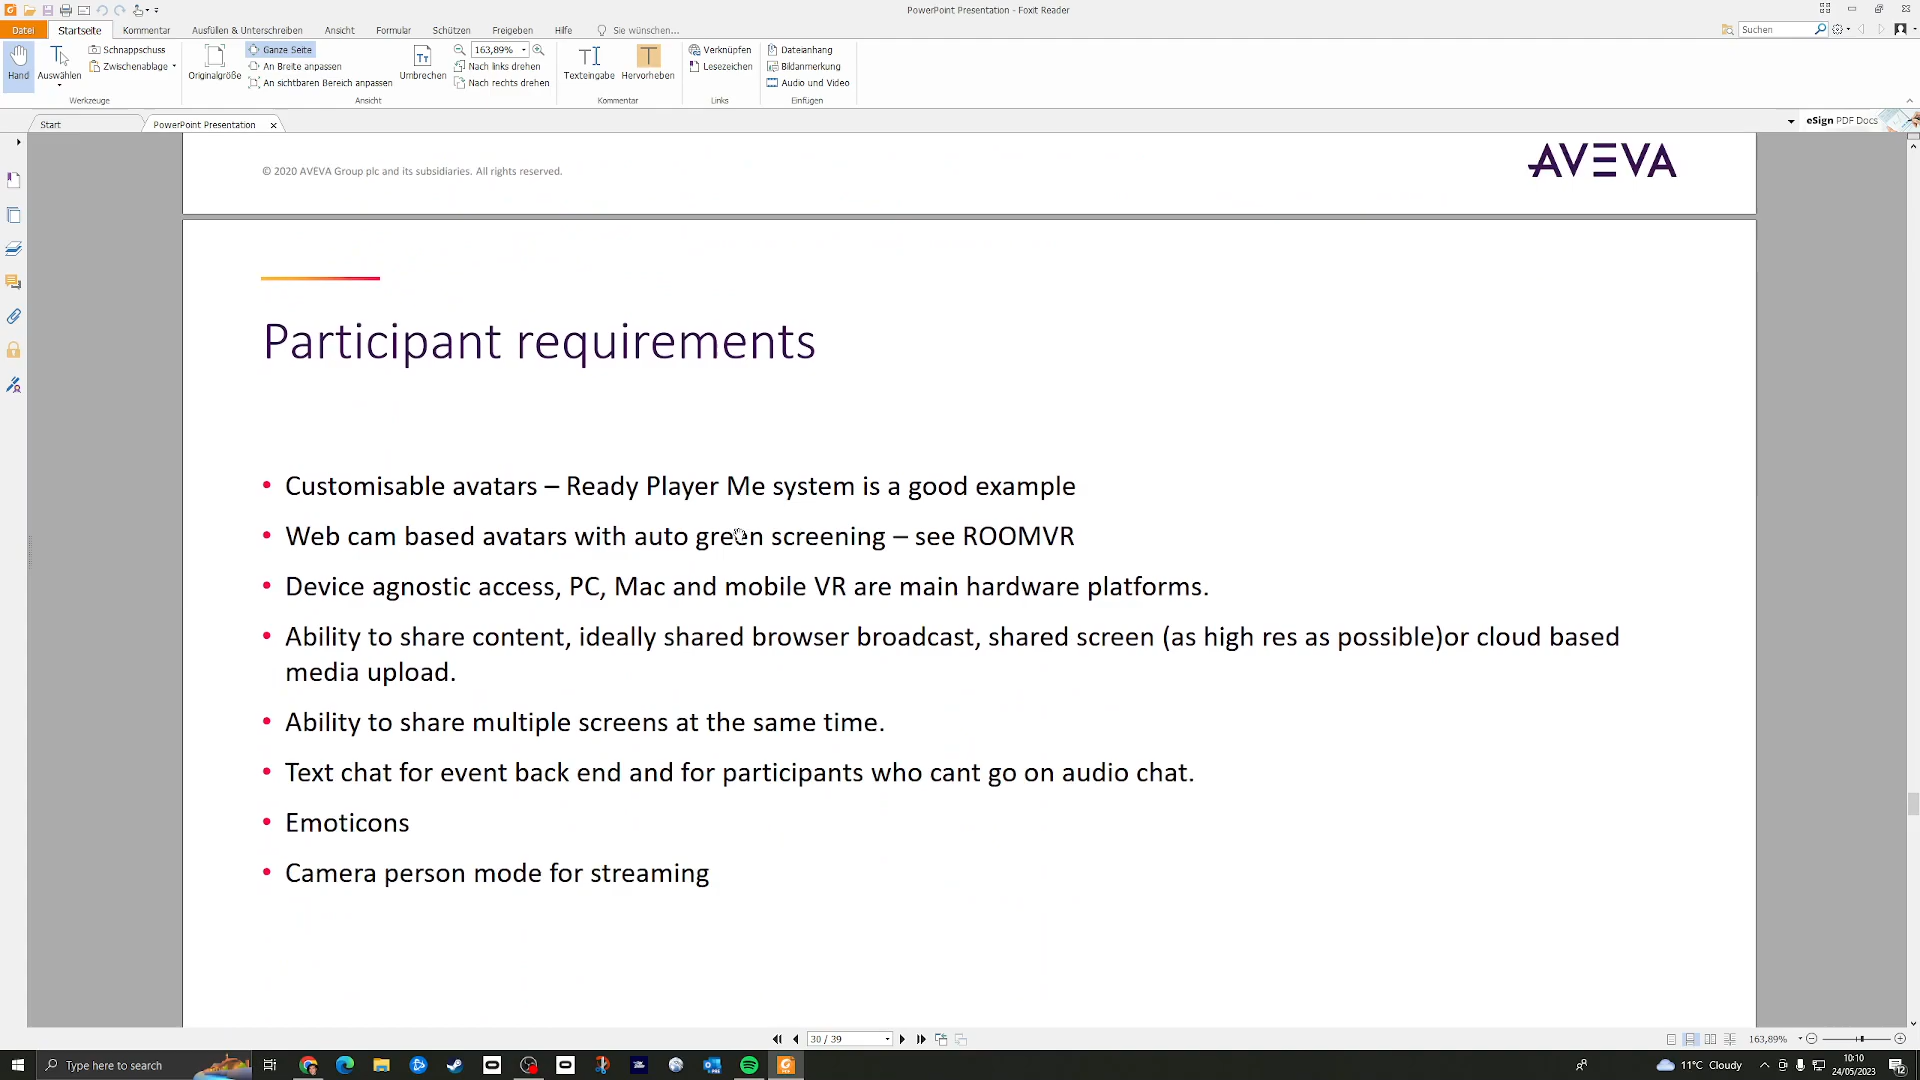 PowerPoint Presentation - Foxit Reader
Datei Startseite Kommentar Ausfüllen & Unterschreiben Ansicht Formular Schützen Freigeben Hilfe Sie wünschen... Suchen
Hand
Auswählen
Schnappschuss
Zwischenablage
Werkzeuge
Originalgröße
Ganze Seite
An Breite anpassen
An sichtbaren Bereich anpassen
Umbrechen
163,89%
Nach links drehen
Nach rechts drehen
Ansicht
Texteingabe
Hervorheben
Kommentar
Verknüpfen
Lesezeichen
Links
Dateianhang
Bildanmerkung
Audio und Video
Einfügen
Start PowerPoint Presentation eSign PDF Docs
© 2020 AVEVA Group plc and its subsidiaries. All rights reserved.
AVEVA
Participant requirements
• Customisable avatars – Ready Player Me system is a good example
• Web cam based avatars with auto green screening – see ROOMVR
• Device agnostic access, PC, Mac and mobile VR are main hardware platforms.
• Ability to share content, ideally shared browser broadcast, shared screen (as high res as possible)or cloud based
media upload.
• Ability to share multiple screens at the same time.
• Text chat for event back end and for participants who cant go on audio chat.
• Emoticons
• Camera person mode for streaming
30 / 39 163,89%
Type here to search 11°C Cloudy 10:10
24/05/2023